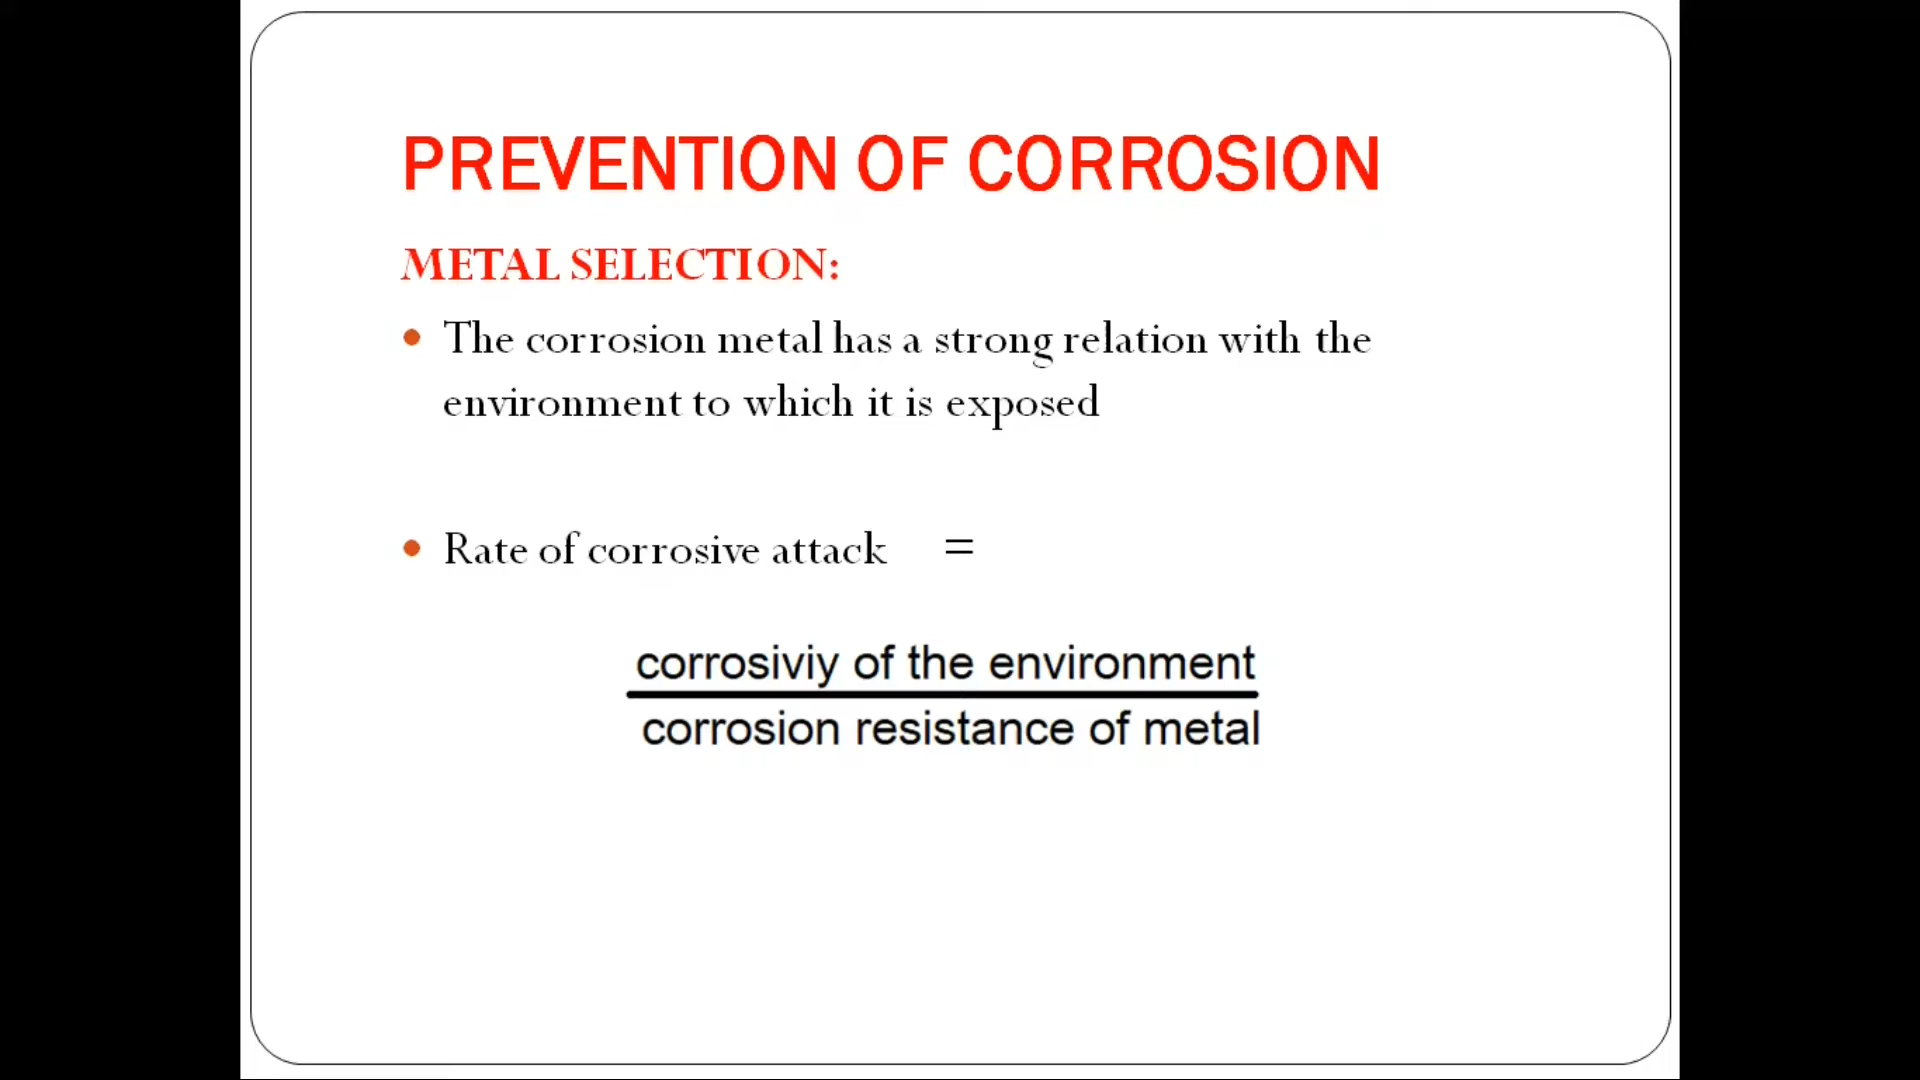 PREVENTION OF CORROSION
METAL SELECTION:
• The corrosion metal has a strong relation with the
environment to which it is exposed
• Rate of corrosive attack =
corrosiviy of the environment
corrosion resistance of metal